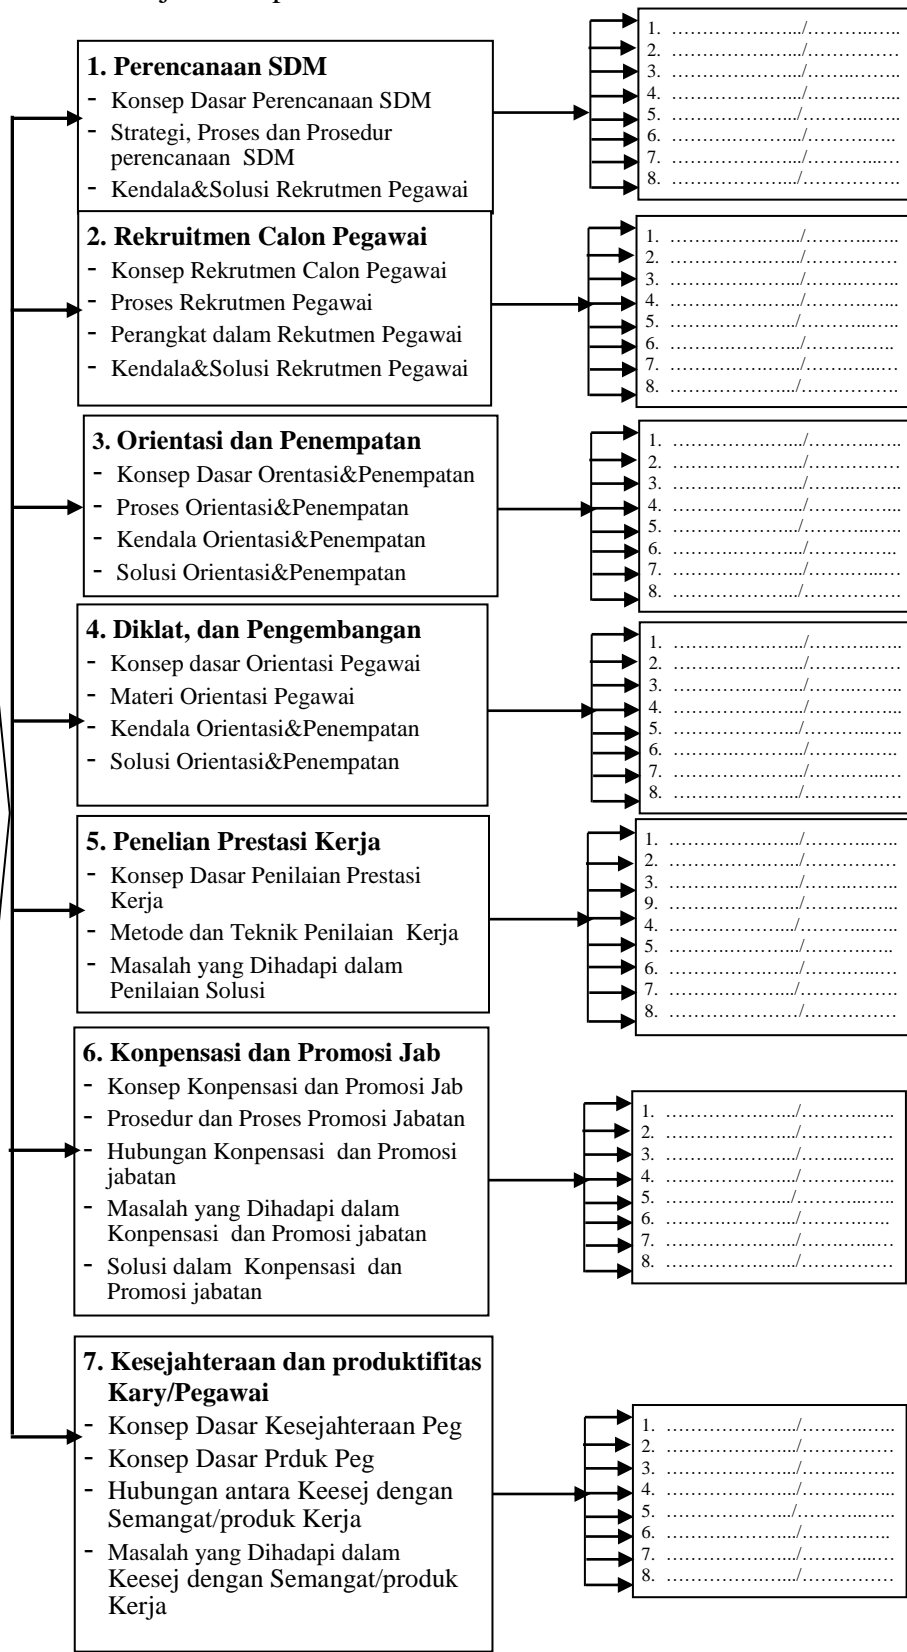 1. Perencanaan SDM
- Konsep Dasar Perencanaan SDM
- Strategi, Proses dan Prosedur
perencanaan SDM
- Kendala&Solusi Rekrutmen Pegawai
1. ………………….../………..…..
2. …………………../……………
3. …………………../……..……..
4. …………………../…………...
5. …………………./………..…..
6. …………………../…………..
7. …………………../………..….
8. …………………../…………….
2. Rekruitmen Calon Pegawai
- Konsep Rekrutmen Calon Pegawai
- Proses Rekrutmen Pegawai
- Perangkat dalam Rekutmen Pegawai
- Kendala&Solusi Rekrutmen Pegawai
1. ………………….../………..…..
2. …………………../……………
3. …………………../……..……..
4. …………………../…………...
5. …………………./………..…..
6. …………………../…………..
7. …………………../………..….
8. …………………../…………….
3. Orientasi dan Penempatan
- Konsep Dasar Orentasi&Penempatan
- Proses Orientasi&Penempatan
- Kendala Orientasi&Penempatan
- Solusi Orientasi&Penempatan
1. ………………….../………..…..
2. …………………../……………
3. …………………../……..……..
4. …………………../…………...
5. …………………./………..…..
6. …………………../…………..
7. …………………../………..….
8. …………………../…………….
4. Diklat, dan Pengembangan
- Konsep dasar Orientasi Pegawai
- Materi Orientasi Pegawai
- Kendala Orientasi&Penempatan
- Solusi Orientasi&Penempatan
1. ………………….../………..…..
2. …………………../……………
3. …………………../……..……..
4. …………………../…………...
5. …………………./………..…..
6. …………………../…………..
7. …………………../………..….
8. …………………../…………….
5. Penelian Prestasi Kerja
- Konsep Dasar Penilaian Prestasi
Kerja
- Metode dan Teknik Penilaian Kerja
- Masalah yang Dihadapi dalam
Penilaian Solusi
1. …………………../………..…..
2. …………………../……………
3. …………………../……..……..
9. …………………../…………...
4. …………………./………..…..
5. …………………../…………..
6. …………………../………..….
7. …………………./…………….
8. …………………../…………….
6. Konpensasi dan Promosi Jab
- Konsep Konpensasi dan Promosi Jab
- Prosedur dan Proses Promosi Jabatan
- Hubungan Konpensasi dan Promosi
jabatan
- Masalah yang Dihadapi dalam
Konpensasi dan Promosi jabatan
- Solusi dalam Konpensasi dan
Promosi jabatan
1. …………………../………..…..
2. …………………../……………
3. …………………../……..……..
4. …………………../…………...
5. …………………./………..…..
6. …………………../…………..
7. …………………../………..….
8. …………………../……………
7. Kesejahteraan dan produktifitas
Kary/Pegawai
- Konsep Dasar Kesejahteraan Peg
- Konsep Dasar Prduk Peg
- Hubungan antara Keesej dengan
Semangat/produk Kerja
- Masalah yang Dihadapi dalam
Keesej dengan Semangat/produk
Kerja
1. …………………../………..…..
2. …………………../……………
3. …………………../……..……..
4. …………………../…………...
5. …………………./………..…..
6. …………………../…………..
7. …………………../………..….
8. …………………../……………